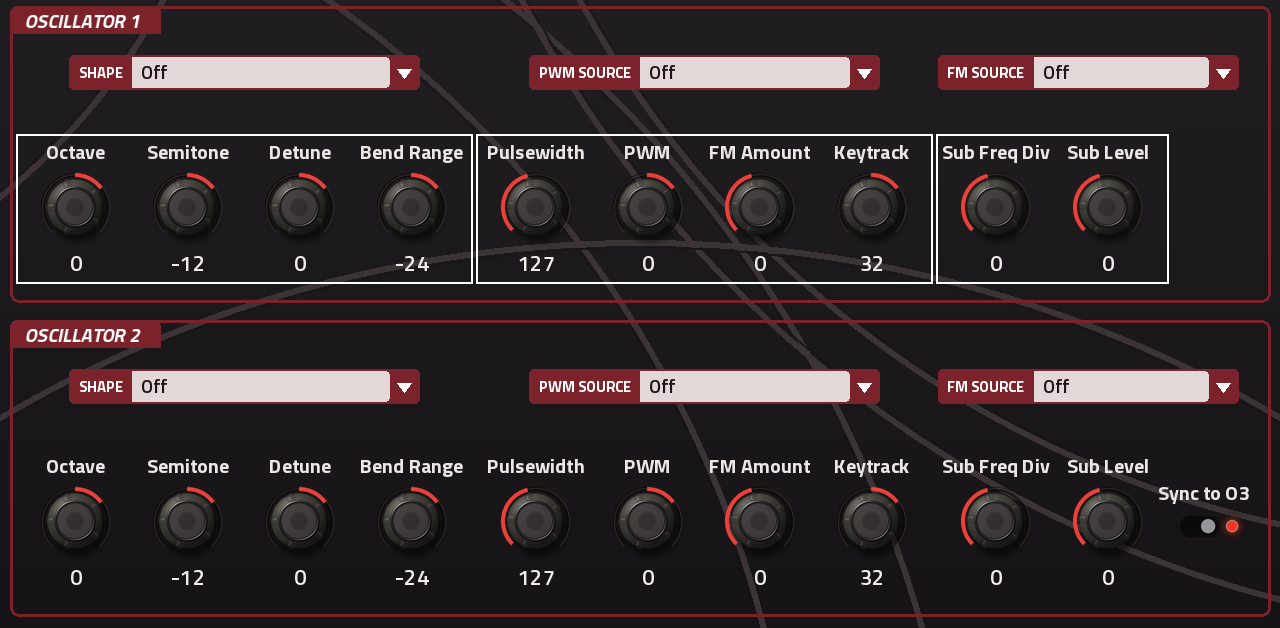 OSCILLATOR 1
SHAPE Off PWM SOURCE Off FM SOURCE Off
Octave Semitone Detune Bend Range Pulsewidth PWM FM Amount Keytrack Sub Freq Div Sub Level
0 -12 0 -24 127 0 0 32 0 0
OSCILLATOR 2
SHAPE Off PWM SOURCE Off FM SOURCE Off
Octave Semitone Detune Bend Range Pulsewidth PWM FM Amount Keytrack Sub Freq Div Sub Level
Sync to O3
0 -12 0 -24 127 0 0 32 0 0